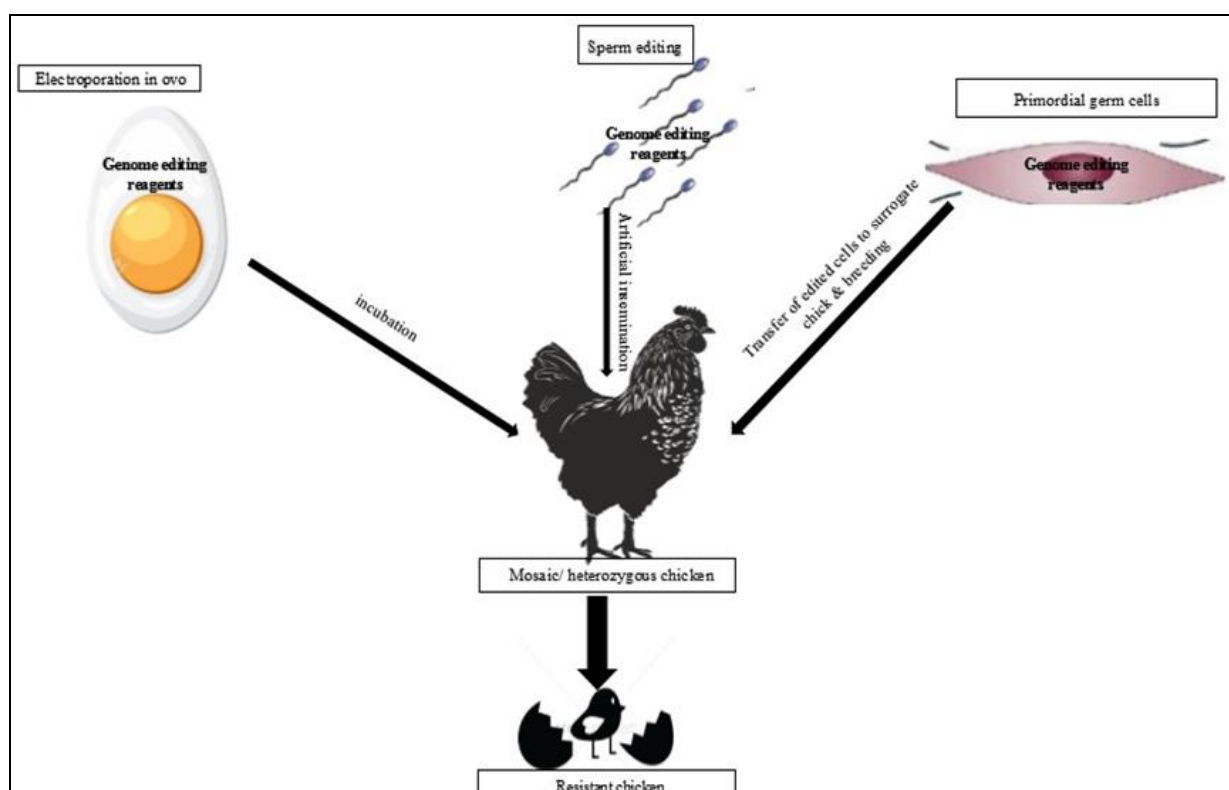 Sperm editing
Electroporation in ovo
Primordial germ cells
Genome editing
reagents
Genome editing
reagents
Genome editing
reagents
incubation
Artificial insemination
Transfer of edited cells to surrogate
chick & breeding
Mosaic/ heterozygous chicken
Resistant chicken